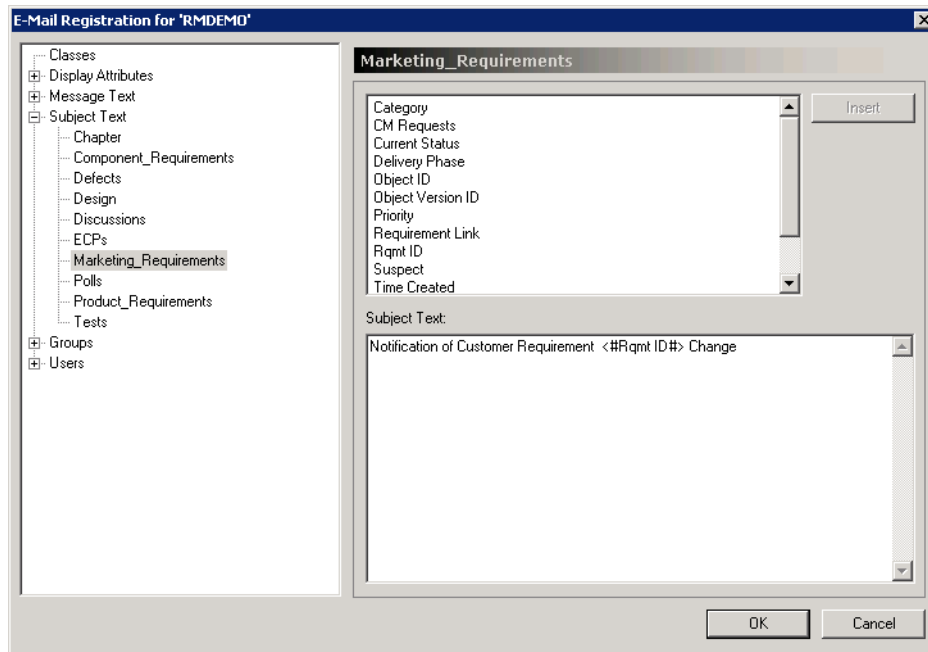 E-Mail Registration for 'RMDEMO'
Classes
Display Attributes
Message Text
Subject Text
Chapter
Component_Requirements
Defects
Design
Discussions
ECPs
Marketing_Requirements
Polls
Product_Requirements
Tests
Groups
Users
Marketing_Requirements
Category
CM Requests
Current Status
Delivery Phase
Object ID
Object Version ID
Priority
Requirement Link
Rqmt ID
Suspect
Time Created
Insert
Subject Text:
Notification of Customer Requirement <#Rqmt ID#> Change
OK
Cancel